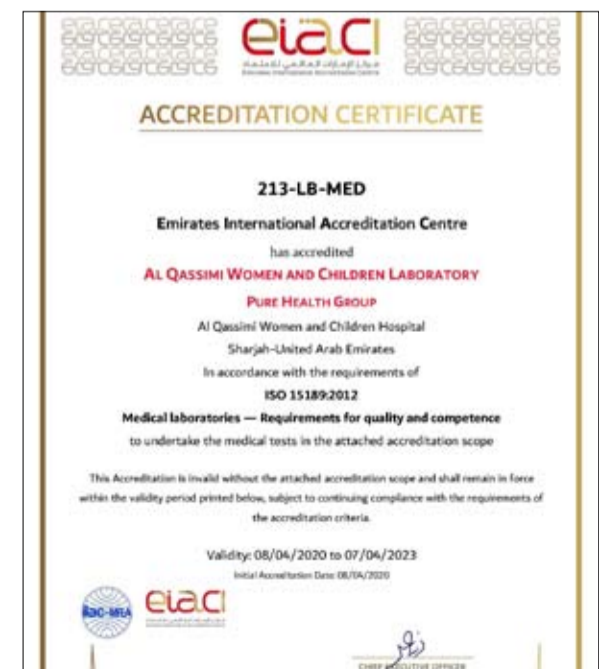 eiaci
ACCREDITATION CERTIFICATE
213-LB-MED
Emirates International Accreditation Centre
has accredited
AL QASSIMI WOMEN AND CHILDREN LABORATORY
PURE HEALTH GROUP
Al Qassimi Women and Children Hospital
Sharjah-United Arab Emirates
In accordance with the requirements of
ISO 15189:2012
Medical laboratories — Requirements for quality and competence
to undertake the medical tests in the attached accreditation scope
This Accreditation is invalid without the attached accreditation scope and shall remain in force
within the validity period printed below, subject to continuing compliance with the requirements of
the accreditation criteria.
Validity: 08/04/2020 to 07/04/2023
Initial Accreditation Date: 08/04/2020
ilac-MRA
eiaci
CHIEF EXECUTIVE OFFICER